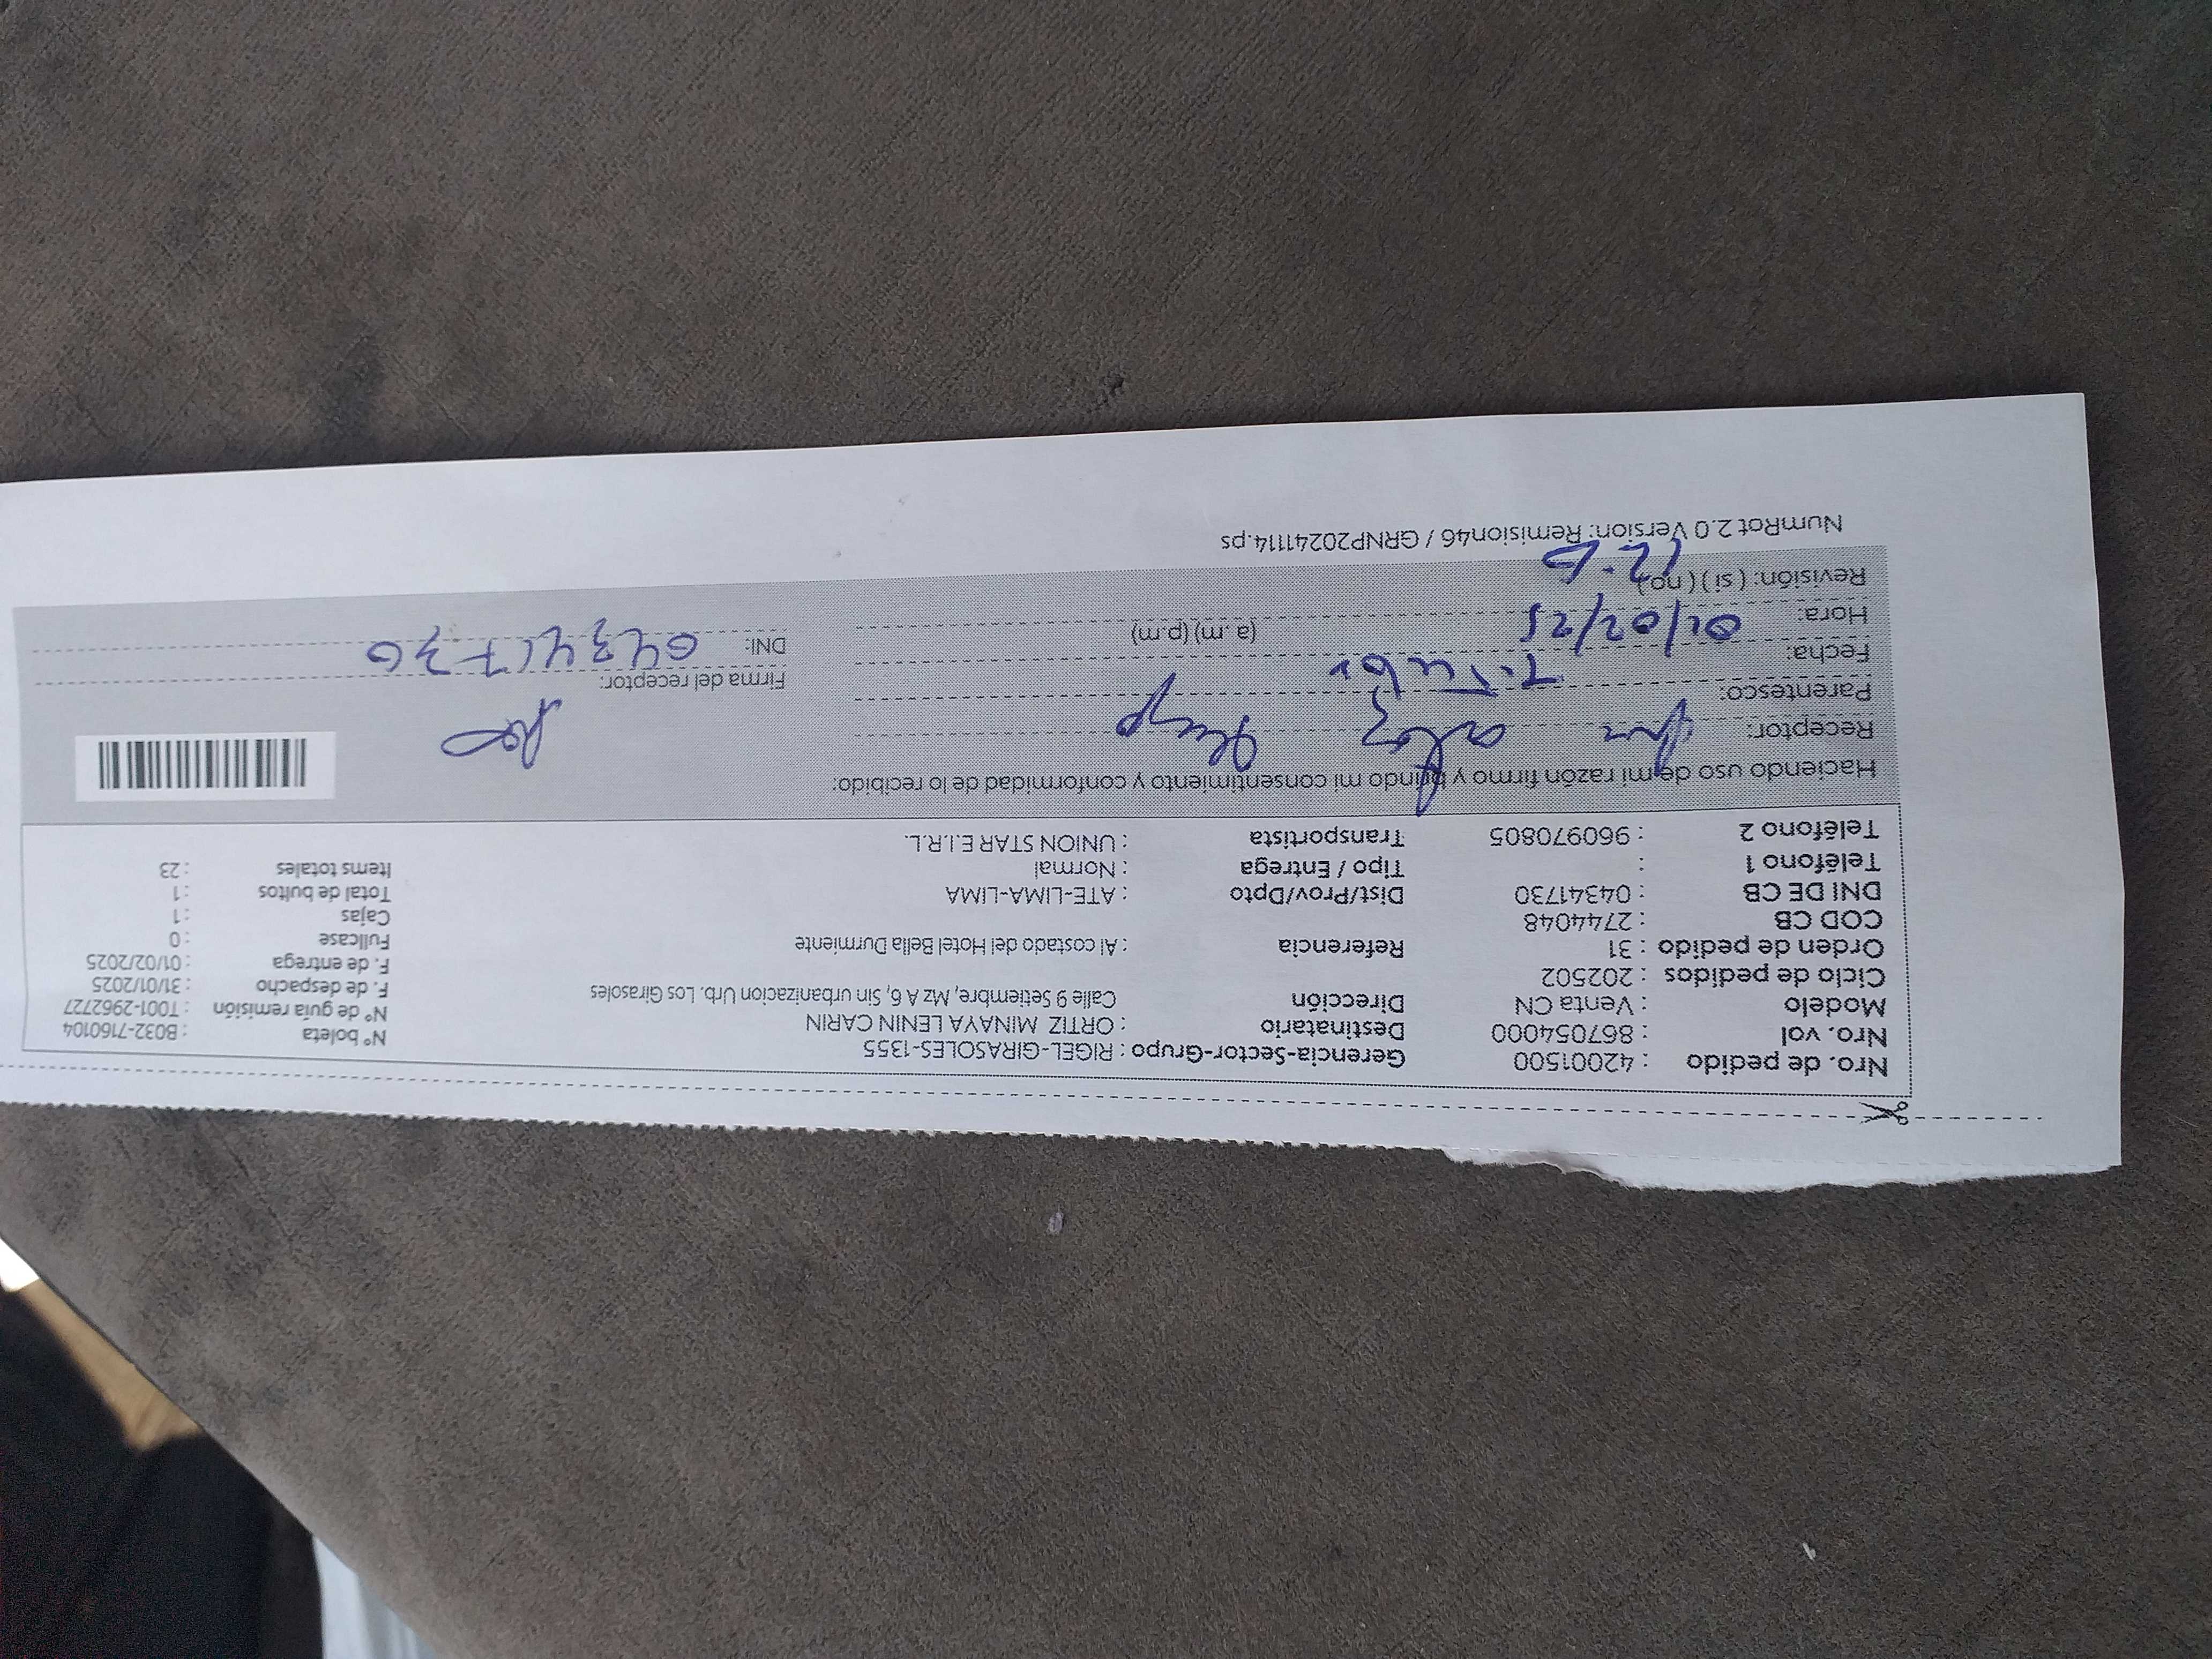 Nro. de pedido : 42001500 Gerencia-Sector-Grupo : RIGEL-GIRASOLES-1355 Nº boleta : B032-7160104
Nro. vol : 867054000 Destinatario : ORTIZ MINAYA LENIN CARIN Nº de guía remisión : T001-2962727
Modelo : Venta CN Dirección Calle 9 Setiembre, Mz A 6, Sin urbanizacion Urb. Los Girasoles F. de despacho : 31/01/2025
Ciclo de pedidos : 202502 F. de entrega : 01/02/2025
Orden de pedido : 31 Referencia : Al costado del Hotel Bella Durmiente Fullcase : 0
COD CB : 2744048 Cajas : 1
DNI DE CB : 04341730 Dist/Prov/Dpto : ATE-LIMA-LIMA Total de bultos : 1
Teléfono 1 : Tipo / Entrega : Normal Items totales : 23
Teléfono 2 : 960970805 Transportista : UNION STAR E.I.R.L.
Haciendo uso de mi razón firmo y brindo mi consentimiento y conformidad de lo recibido:
Receptor:
Parentesco: Titular Firma del receptor:
Fecha: 01/02/25 DNI: 04341730
Hora: (a.m) (p.m)
Revisión: (si) (no)
NumRot 2.0 Version: Remision46 / GRNP20241114.ps